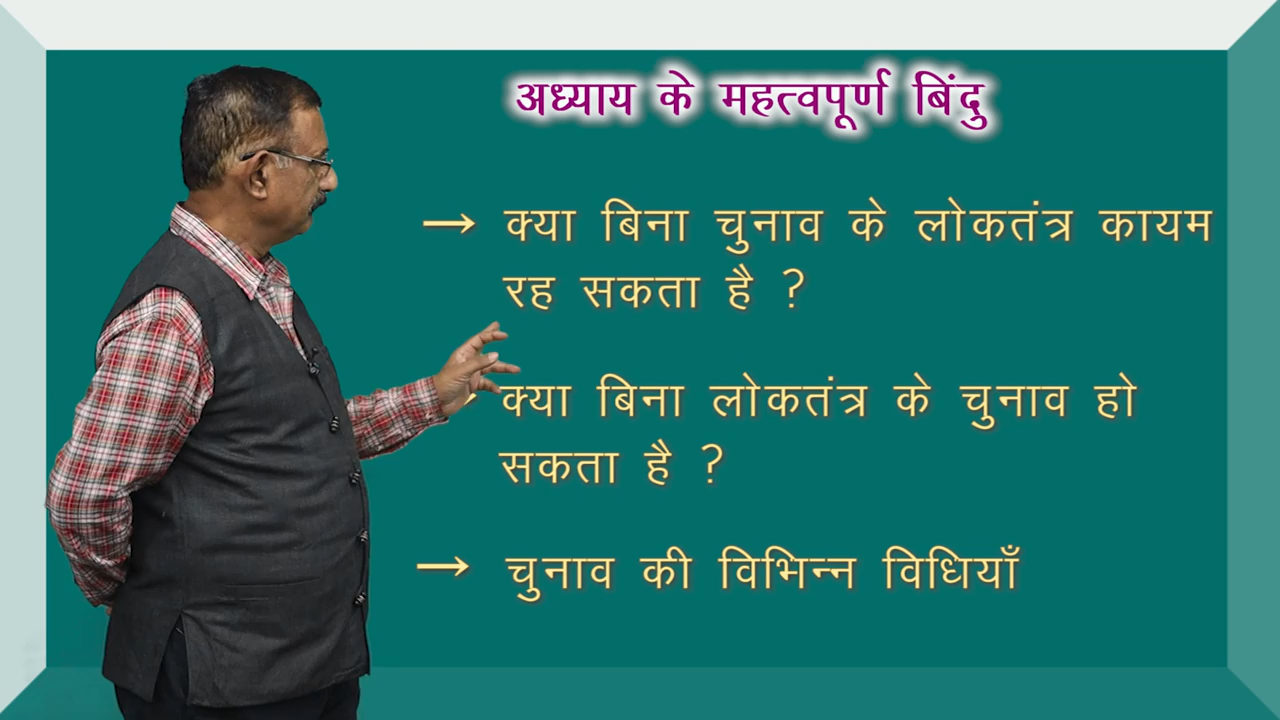 अध्याय के महत्वपूर्ण बिंदु
→ क्या बिना चुनाव के लोकतंत्र कायम
रह सकता है ?
क्या बिना लोकतंत्र के चुनाव हो
सकता है ?
→ चुनाव की विभिन्न विधियाँ